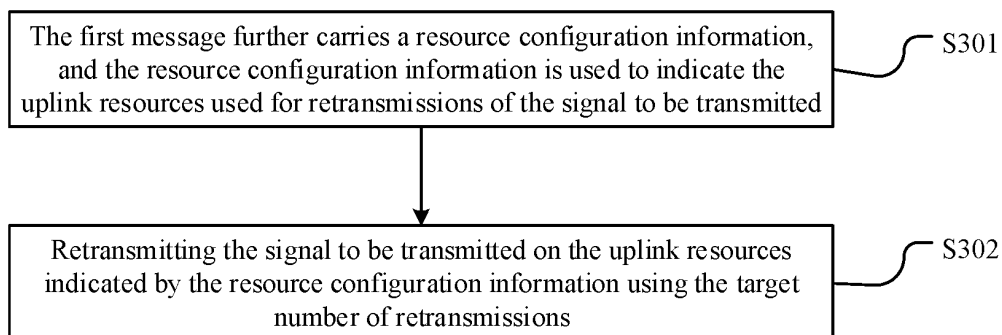 The first message further carries a resource configuration information,
and the resource configuration information is used to indicate the
uplink resources used for retransmissions of the signal to be transmitted
S301
Retransmitting the signal to be transmitted on the uplink resources
indicated by the resource configuration information using the target
number of retransmissions
S302